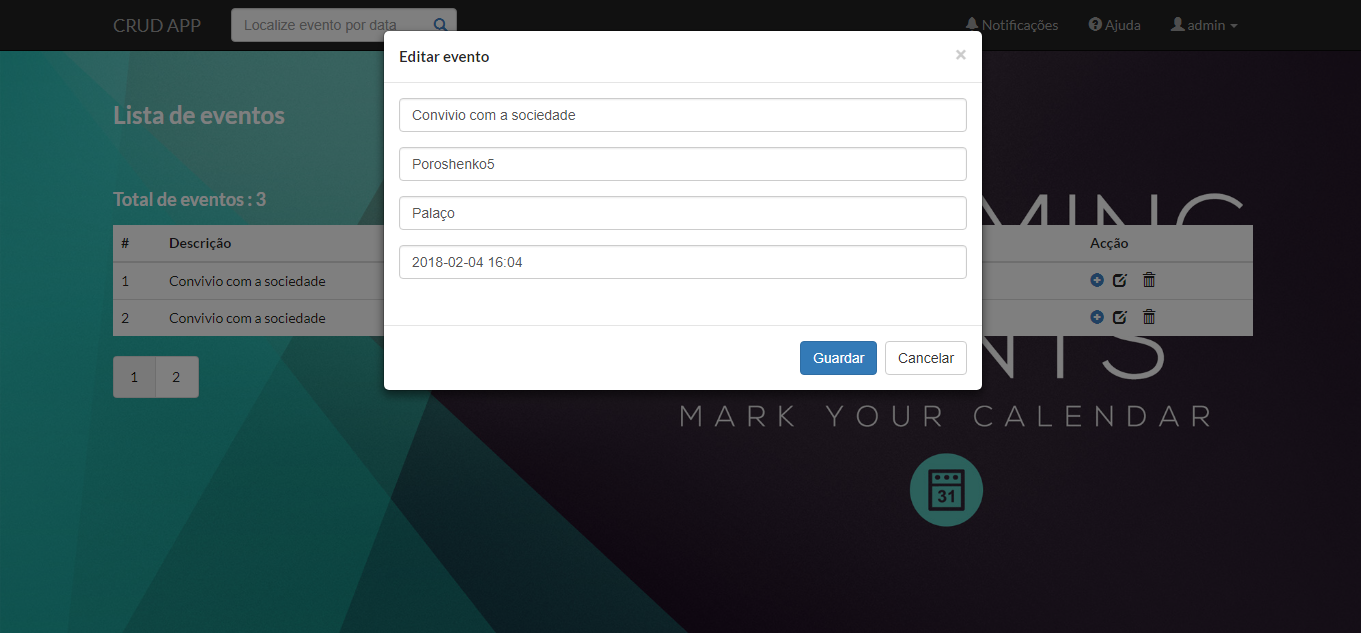 CRUD APP
Localize evento por data
Notificações
Ajuda
admin
Editar evento
×
Convivio com a sociedade
Poroshenko5
Palaço
2018-02-04 16:04
Guardar
Cancelar
Lista de eventos
Total de eventos : 3
# Descrição Acção
1 Convivio com a sociedade
2 Convivio com a sociedade
1 2
MARK YOUR CALENDAR
31